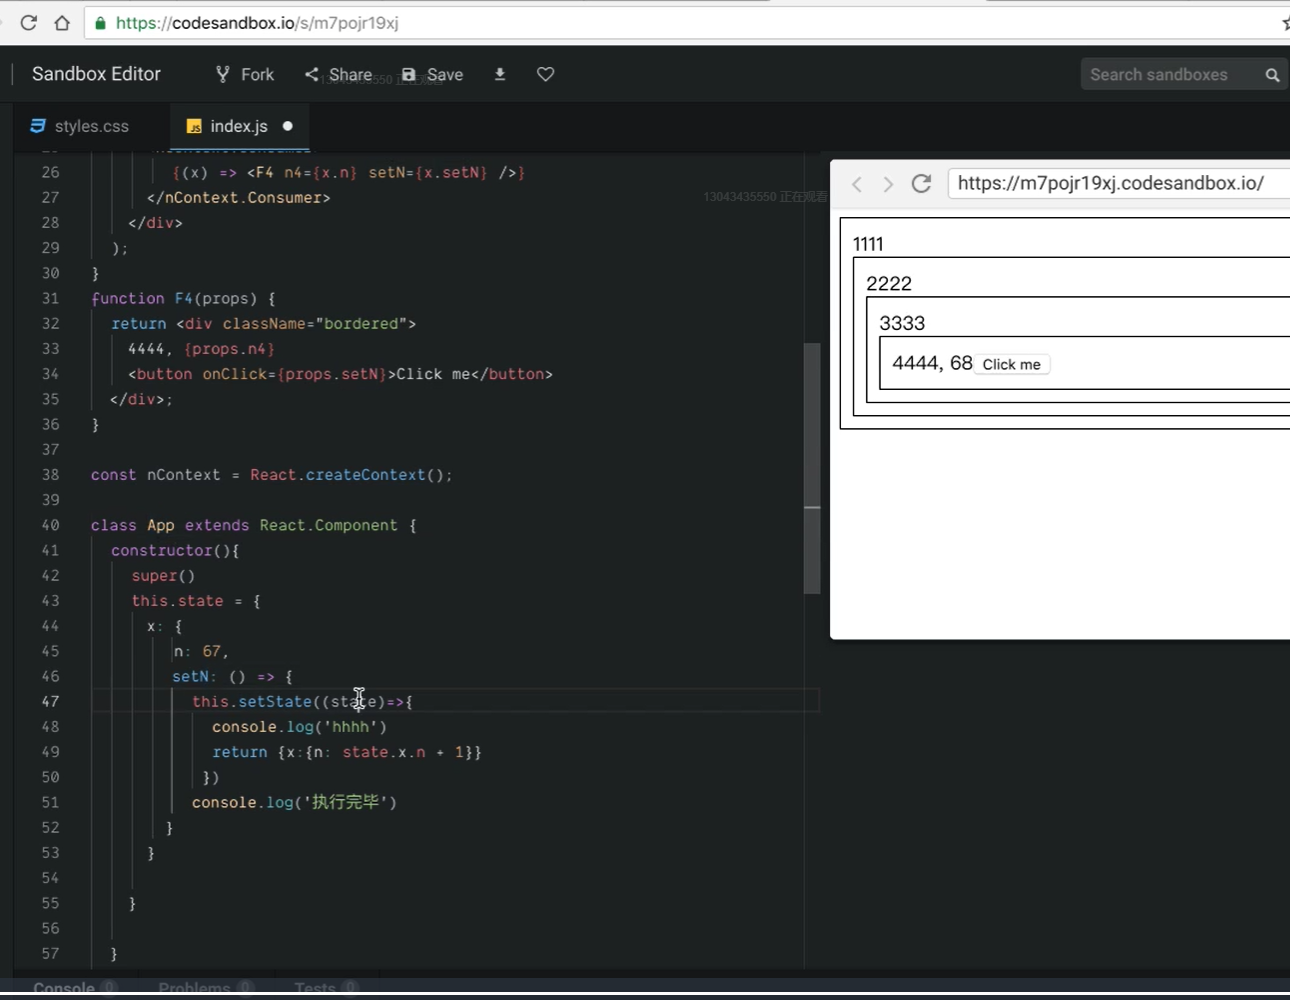 https://codesandbox.io/s/m7pojr19xj
Sandbox Editor
Fork
Share
Save
Search sandboxes
13043435550 正在观看
styles.css
JS
index.js
26 {(x) => <F4 n4={x.n} setN={x.setN} />}
27 </nContext.Consumer>
28 </div>
29 );
30 }
31 function F4(props) {
32 return <div className="bordered">
33 4444, {props.n4}
34 <button onClick={props.setN}>Click me</button>
35 </div>;
36 }
37
38 const nContext = React.createContext();
39
40 class App extends React.Component {
41 constructor(){
42 super()
43 this.state = {
44 x: {
45 n: 67,
46 setN: () => {
47 this.setState((state)=>{
48 console.log('hhhh')
49 return {x:{n: state.x.n + 1}}
50 })
51 console.log('执行完毕')
52 }
53 }
54
55 }
56
57 }
13043435550 正在观看
https://m7pojr19xj.codesandbox.io/
1111
2222
3333
4444, 68 Click me
Console 0
Problems 0
Tests 0